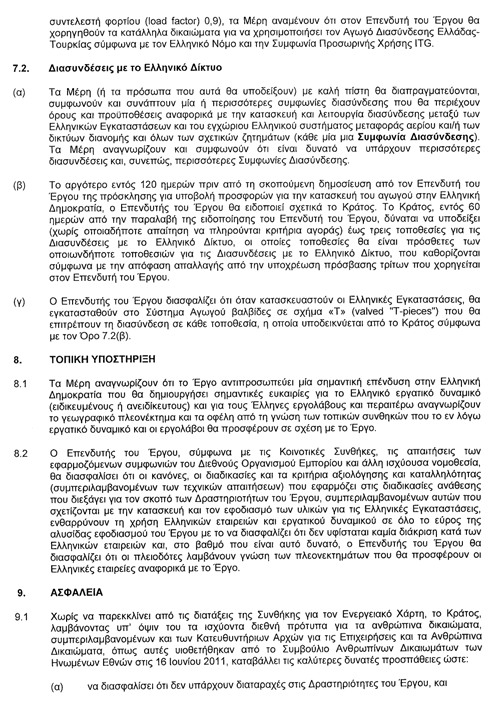 συντελεστή φορτίου (load factor) 0,9), τα Μέρη αναμένουν ότι στον Επενδυτή του Έργου θα
χορηγηθούν τα κατάλληλα δικαιώματα για να χρησιμοποιήσει τον Αγωγό Διασύνδεσης Ελλάδας-
Τουρκίας σύμφωνα με τον Ελληνικό Νόμο και την Συμφωνία Προσωρινής Χρήσης ITG.
7.2. Διασυνδέσεις με το Ελληνικό Δίκτυο
(α) Τα Μέρη (ή τα πρόσωπα που αυτά θα υποδείξουν) με καλή πίστη θα διαπραγματεύονται,
συμφωνούν και συνάπτουν μία ή περισσότερες συμφωνίες διασύνδεσης που θα περιέχουν
όρους και προϋποθέσεις αναφορικά με την κατασκευή και λειτουργία διασύνδεσης μεταξύ των
Ελληνικών Εγκαταστάσεων και του εγχώριου Ελληνικού συστήματος μεταφοράς αερίου και/ή των
δικτύων διανομής και όλων των σχετικών ζητημάτων (κάθε μία μια Συμφωνία Διασύνδεσης).
Τα Μέρη αναγνωρίζουν και συμφωνούν ότι είναι δυνατό να υπάρχουν περισσότερες
διασυνδέσεις και, συνεπώς, περισσότερες Συμφωνίες Διασύνδεσης.
(β) Το αργότερο εντός 120 ημερών πριν από τη σκοπούμενη δημοσίευση από τον Επενδυτή του
Έργου της πρόσκλησης για υποβολή προσφορών για την κατασκευή του αγωγού στην Ελληνική
Δημοκρατία, ο Επενδυτής του Έργου θα ειδοποιεί σχετικά το Κράτος. Το Κράτος, εντός 60
ημερών από την παραλαβή της ειδοποίησης του Επενδυτή του Έργου, δύναται να υποδείξει
(χωρίς οποιαδήποτε απαίτηση να πληρούνται κριτήρια αγοράς) έως τρεις τοποθεσίες για τις
Διασυνδέσεις με το Ελληνικό Δίκτυο, οι οποίες τοποθεσίες θα είναι πρόσθετες των
οποιωνδήποτε τοποθεσιών για τις Διασυνδέσεις με το Ελληνικό Δίκτυο, που καθορίζονται
σύμφωνα με την απόφαση απαλλαγής από την υποχρέωση πρόσβασης τρίτων που χορηγείται
στον Επενδυτή του Έργου.
(γ) Ο Επενδυτής του Έργου διασφαλίζει ότι όταν κατασκευαστούν οι Ελληνικές Εγκαταστάσεις, θα
εγκατασταθούν στο Σύστημα Αγωγού βαλβίδες σε σχήμα «Τ» (valved "T-pieces") που θα
επιτρέπουν τη διασύνδεση σε κάθε τοποθεσία, η οποία υποδεικνύεται από το Κράτος σύμφωνα
με τον Όρο 7.2(β).
8. ΤΟΠΙΚΗ ΥΠΟΣΤΗΡΙΞΗ
8.1 Τα Μέρη αναγνωρίζουν ότι το Έργο αντιπροσωπεύει μία σημαντική επένδυση στην Ελληνική
Δημοκρατία που θα δημιουργήσει σημαντικές ευκαιρίες για το Ελληνικό εργατικό δυναμικό
(ειδικευμένους ή ανειδίκευτους) και για τους Έλληνες εργολάβους και περαιτέρω αναγνωρίζουν
το γεωγραφικό πλεονέκτημα και τα οφέλη από τη γνώση των τοπικών συνθηκών που το εν λόγω
εργατικό δυναμικό και οι εργολάβοι θα προσφέρουν σε σχέση με το Έργο.
8.2 Ο Επενδυτής του Έργου, σύμφωνα με τις Κοινοτικές Συνθήκες, τις απαιτήσεις των
εφαρμοζόμενων συμφωνιών του Διεθνούς Οργανισμού Εμπορίου και άλλη ισχύουσα νομοθεσία,
θα διασφαλίσει ότι οι κανόνες, οι διαδικασίες και τα κριτήρια αξιολόγησης και καταλληλότητας
(συμπεριλαμβανομένων των τεχνικών απαιτήσεων) που εφαρμόζει στις διαδικασίες ανάθεσης
που διεξάγει για τον σκοπό των Δραστηριοτήτων του Έργου, συμπεριλαμβανομένων αυτών που
σχετίζονται με την κατασκευή και τον εφοδιασμό των υλικών για τις Ελληνικές Εγκαταστάσεις,
ενθαρρύνουν τη χρήση Ελληνικών εταιρειών και εργατικού δυναμικού σε όλο το εύρος της
αλυσίδας εφοδιασμού του Έργου με το να διασφαλίζει ότι δεν υφίσταται καμία διάκριση κατά των
Ελληνικών εταιρειών και, στο βαθμό που είναι αυτό δυνατό, ο Επενδυτής του Έργου θα
διασφαλίζει ότι οι πλειοδότες λαμβάνουν γνώση των πλεονεκτημάτων που θα προσφέρουν οι
Ελληνικές εταιρείες αναφορικά με το Έργο.
9. ΑΣΦΑΛΕΙΑ
9.1 Χωρίς να παρεκκλίνει από τις διατάξεις της Συνθήκης για τον Ενεργειακό Χάρτη, το Κράτος,
λαμβάνοντας υπ' όψιν του τα ισχύοντα διεθνή πρότυπα για τα ανθρώπινα δικαιώματα,
συμπεριλαμβανομένων και των Κατευθυντήριων Αρχών για τις Επιχειρήσεις και τα Ανθρώπινα
Δικαιώματα, όπως αυτές υιοθετήθηκαν από το Συμβούλιο Ανθρωπίνων Δικαιωμάτων των
Ηνωμένων Εθνών στις 16 Ιουνίου 2011, καταβάλλει τις καλύτερες δυνατές προσπάθειες ώστε:
(α) να διασφαλίσει ότι δεν υπάρχουν διαταραχές στις Δραστηριότητες του Έργου, και